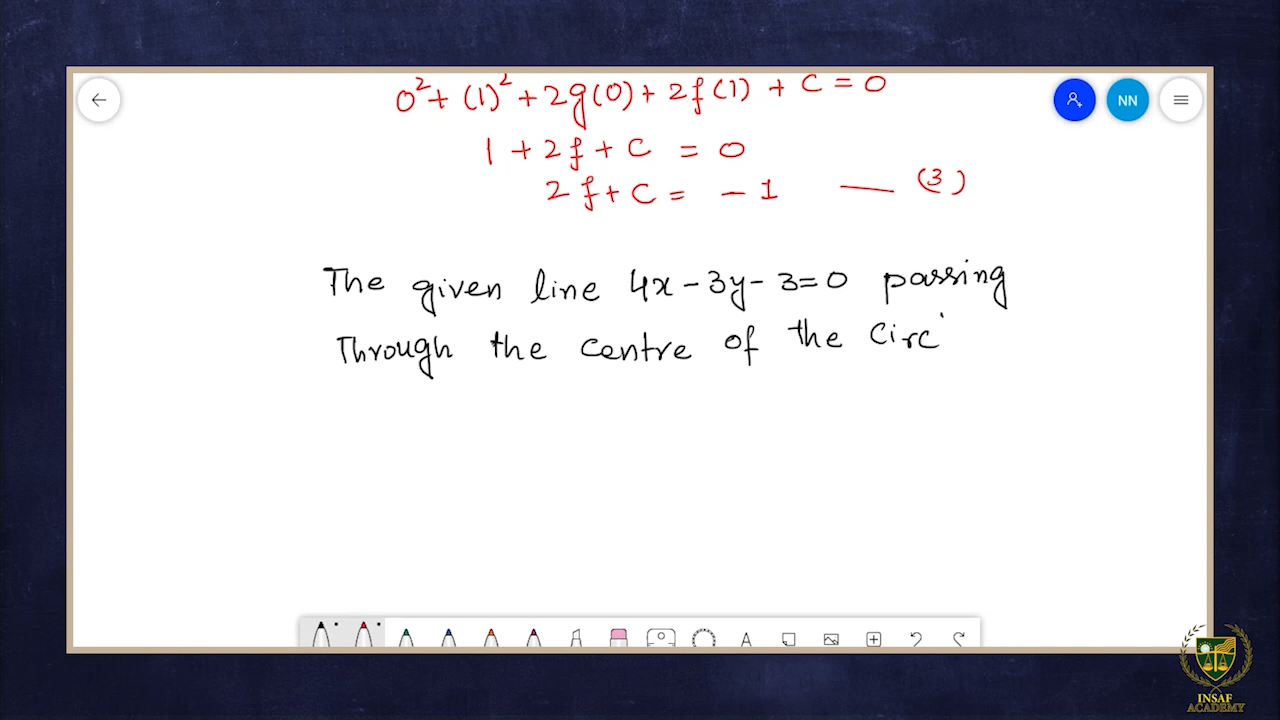 0² + (1)² + 2g(0) + 2f(1) + C = 0
1 + 2f + C = 0
2f + C = -1 — (3)
The given line 4x - 3y - 3 = 0 passing
Through the centre of the Circ
NN
A
INSAF
ACADEMY